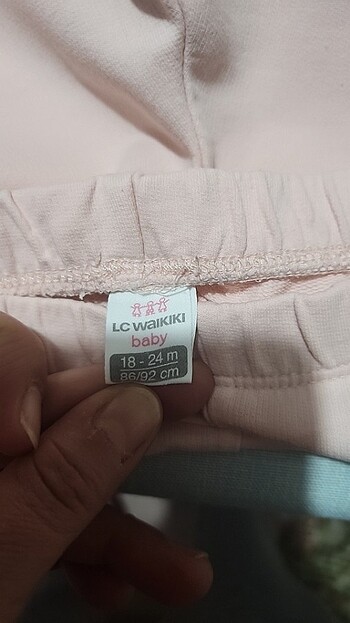 LC WAIKIKI
baby
18 - 24 m
86/92 cm